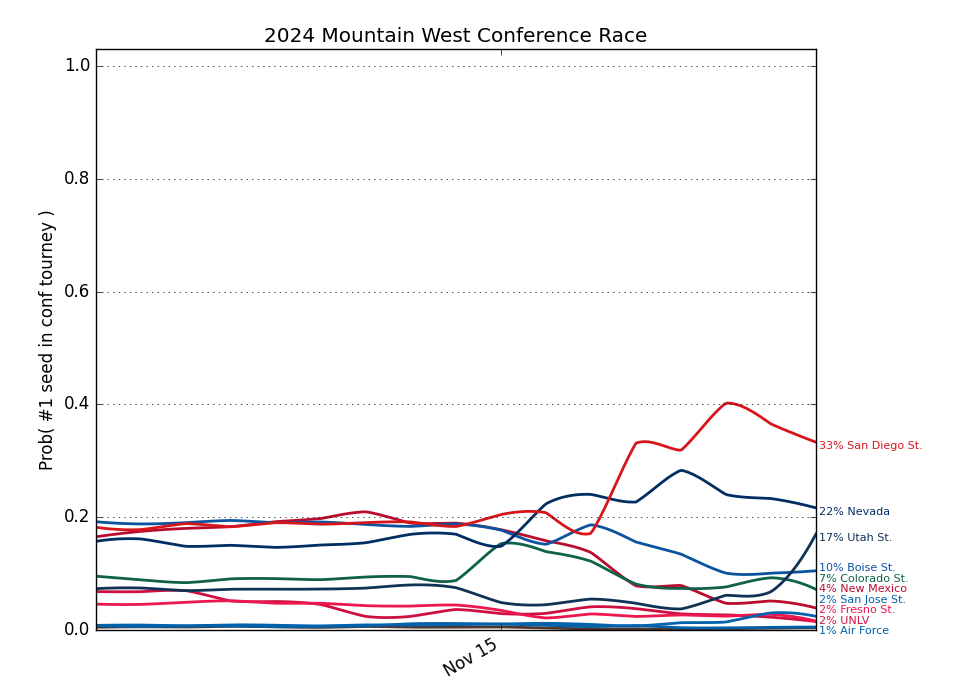 2024 Mountain West Conference Race
Prob( #1 seed in conf tourney )
1.0
0.8
0.6
0.4
0.2
0.0
Nov 15
33% San Diego St.
22% Nevada
17% Utah St.
10% Boise St.
7% Colorado St.
4% New Mexico
2% San Jose St.
2% Fresno St.
2% UNLV
1% Air Force